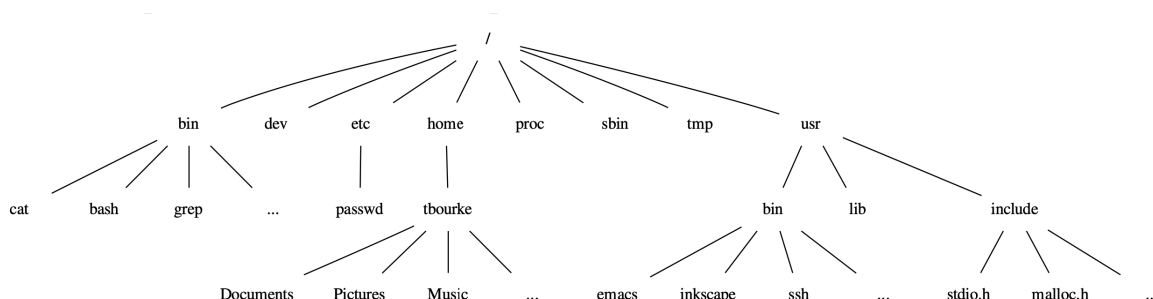 /
bin dev etc home proc sbin tmp usr
cat bash grep ... passwd tbourke bin lib include
Documents Pictures Music ... emacs inkscape ssh ... stdio.h malloc.h ...